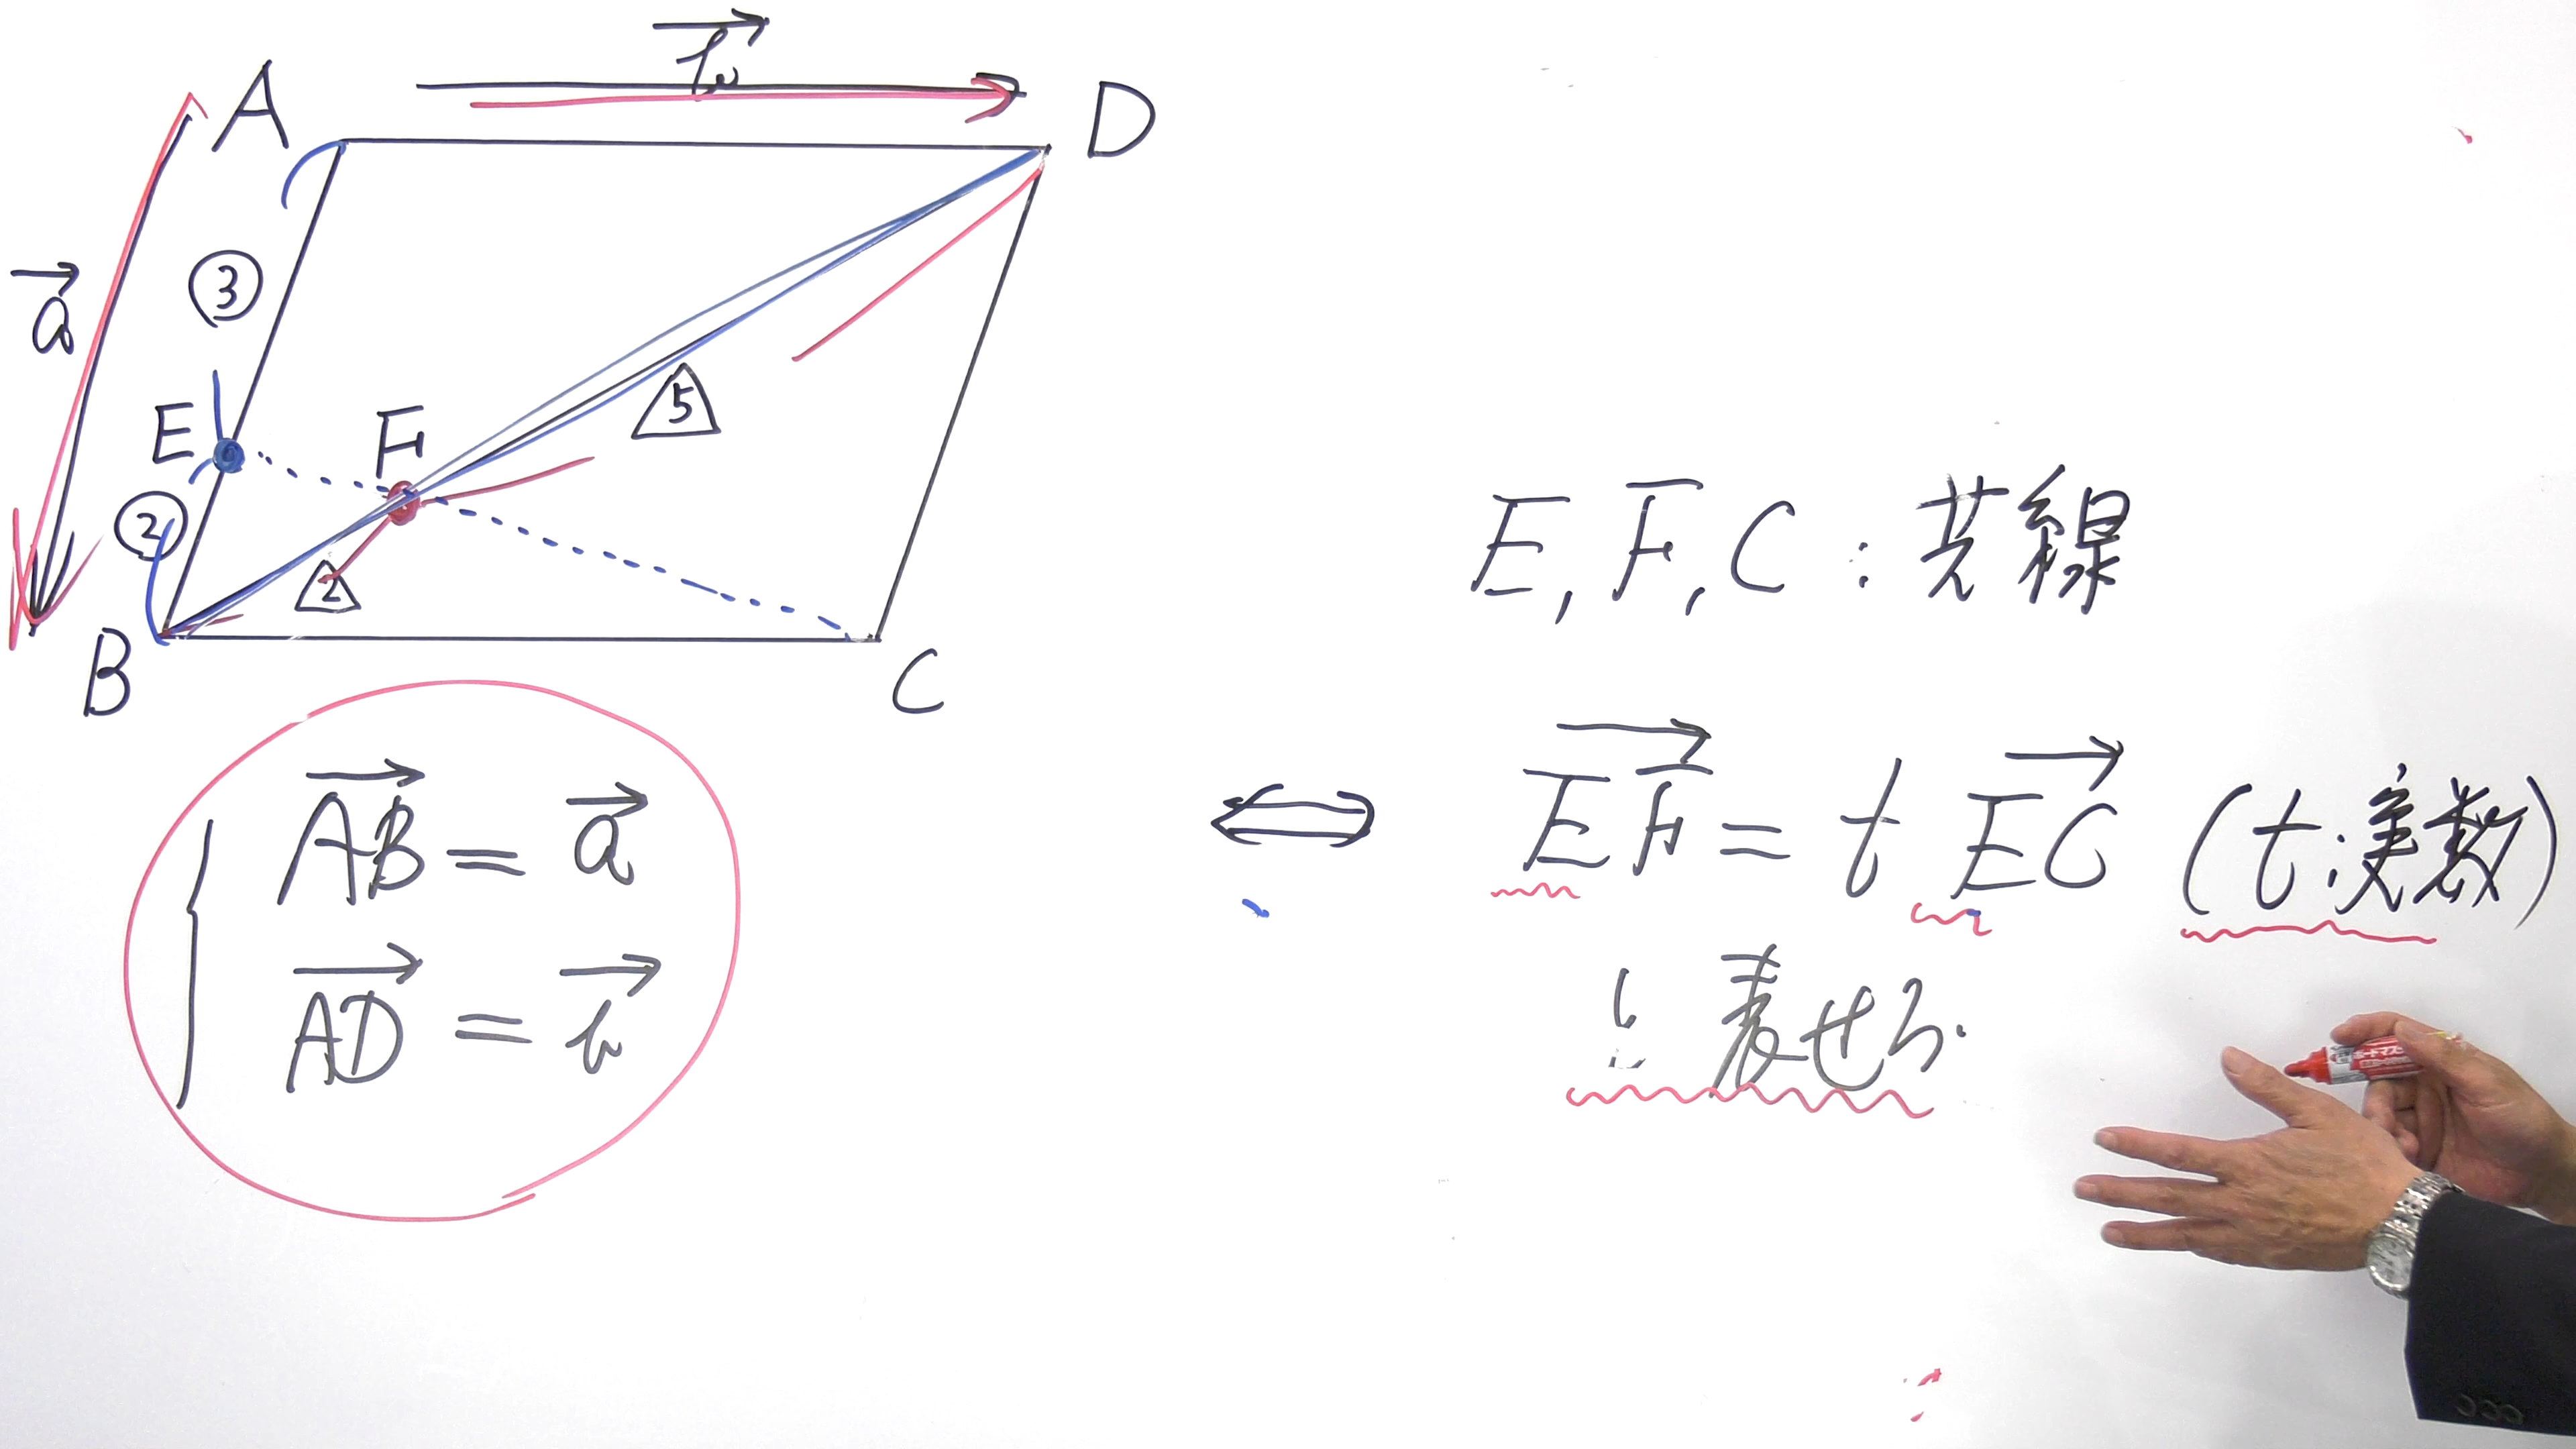 b→
A
D
a→
③
E
F
5
②
2
B
C
E, F, C : 共線
AB→ = a→
AD→ = b→
⇔ EF→ = t EC→ (t:実数)
と表せる.